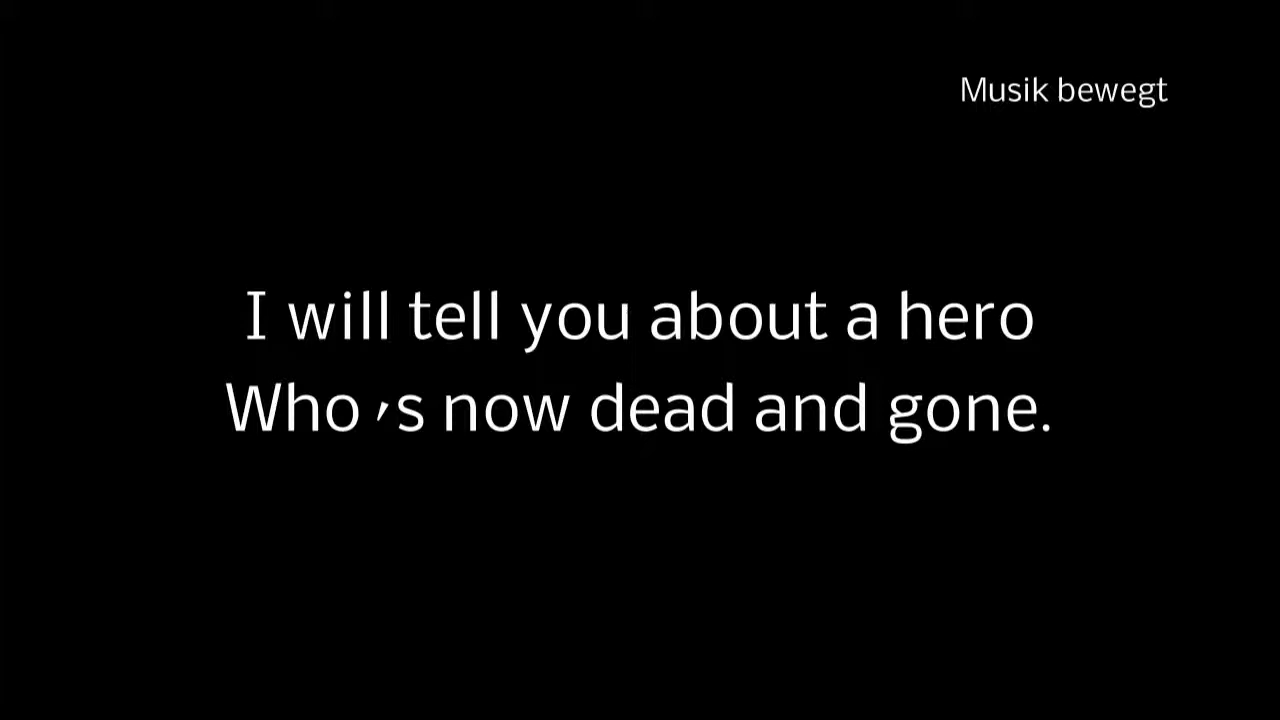 Musik bewegt
I will tell you about a hero
Who ′s now dead and gone.